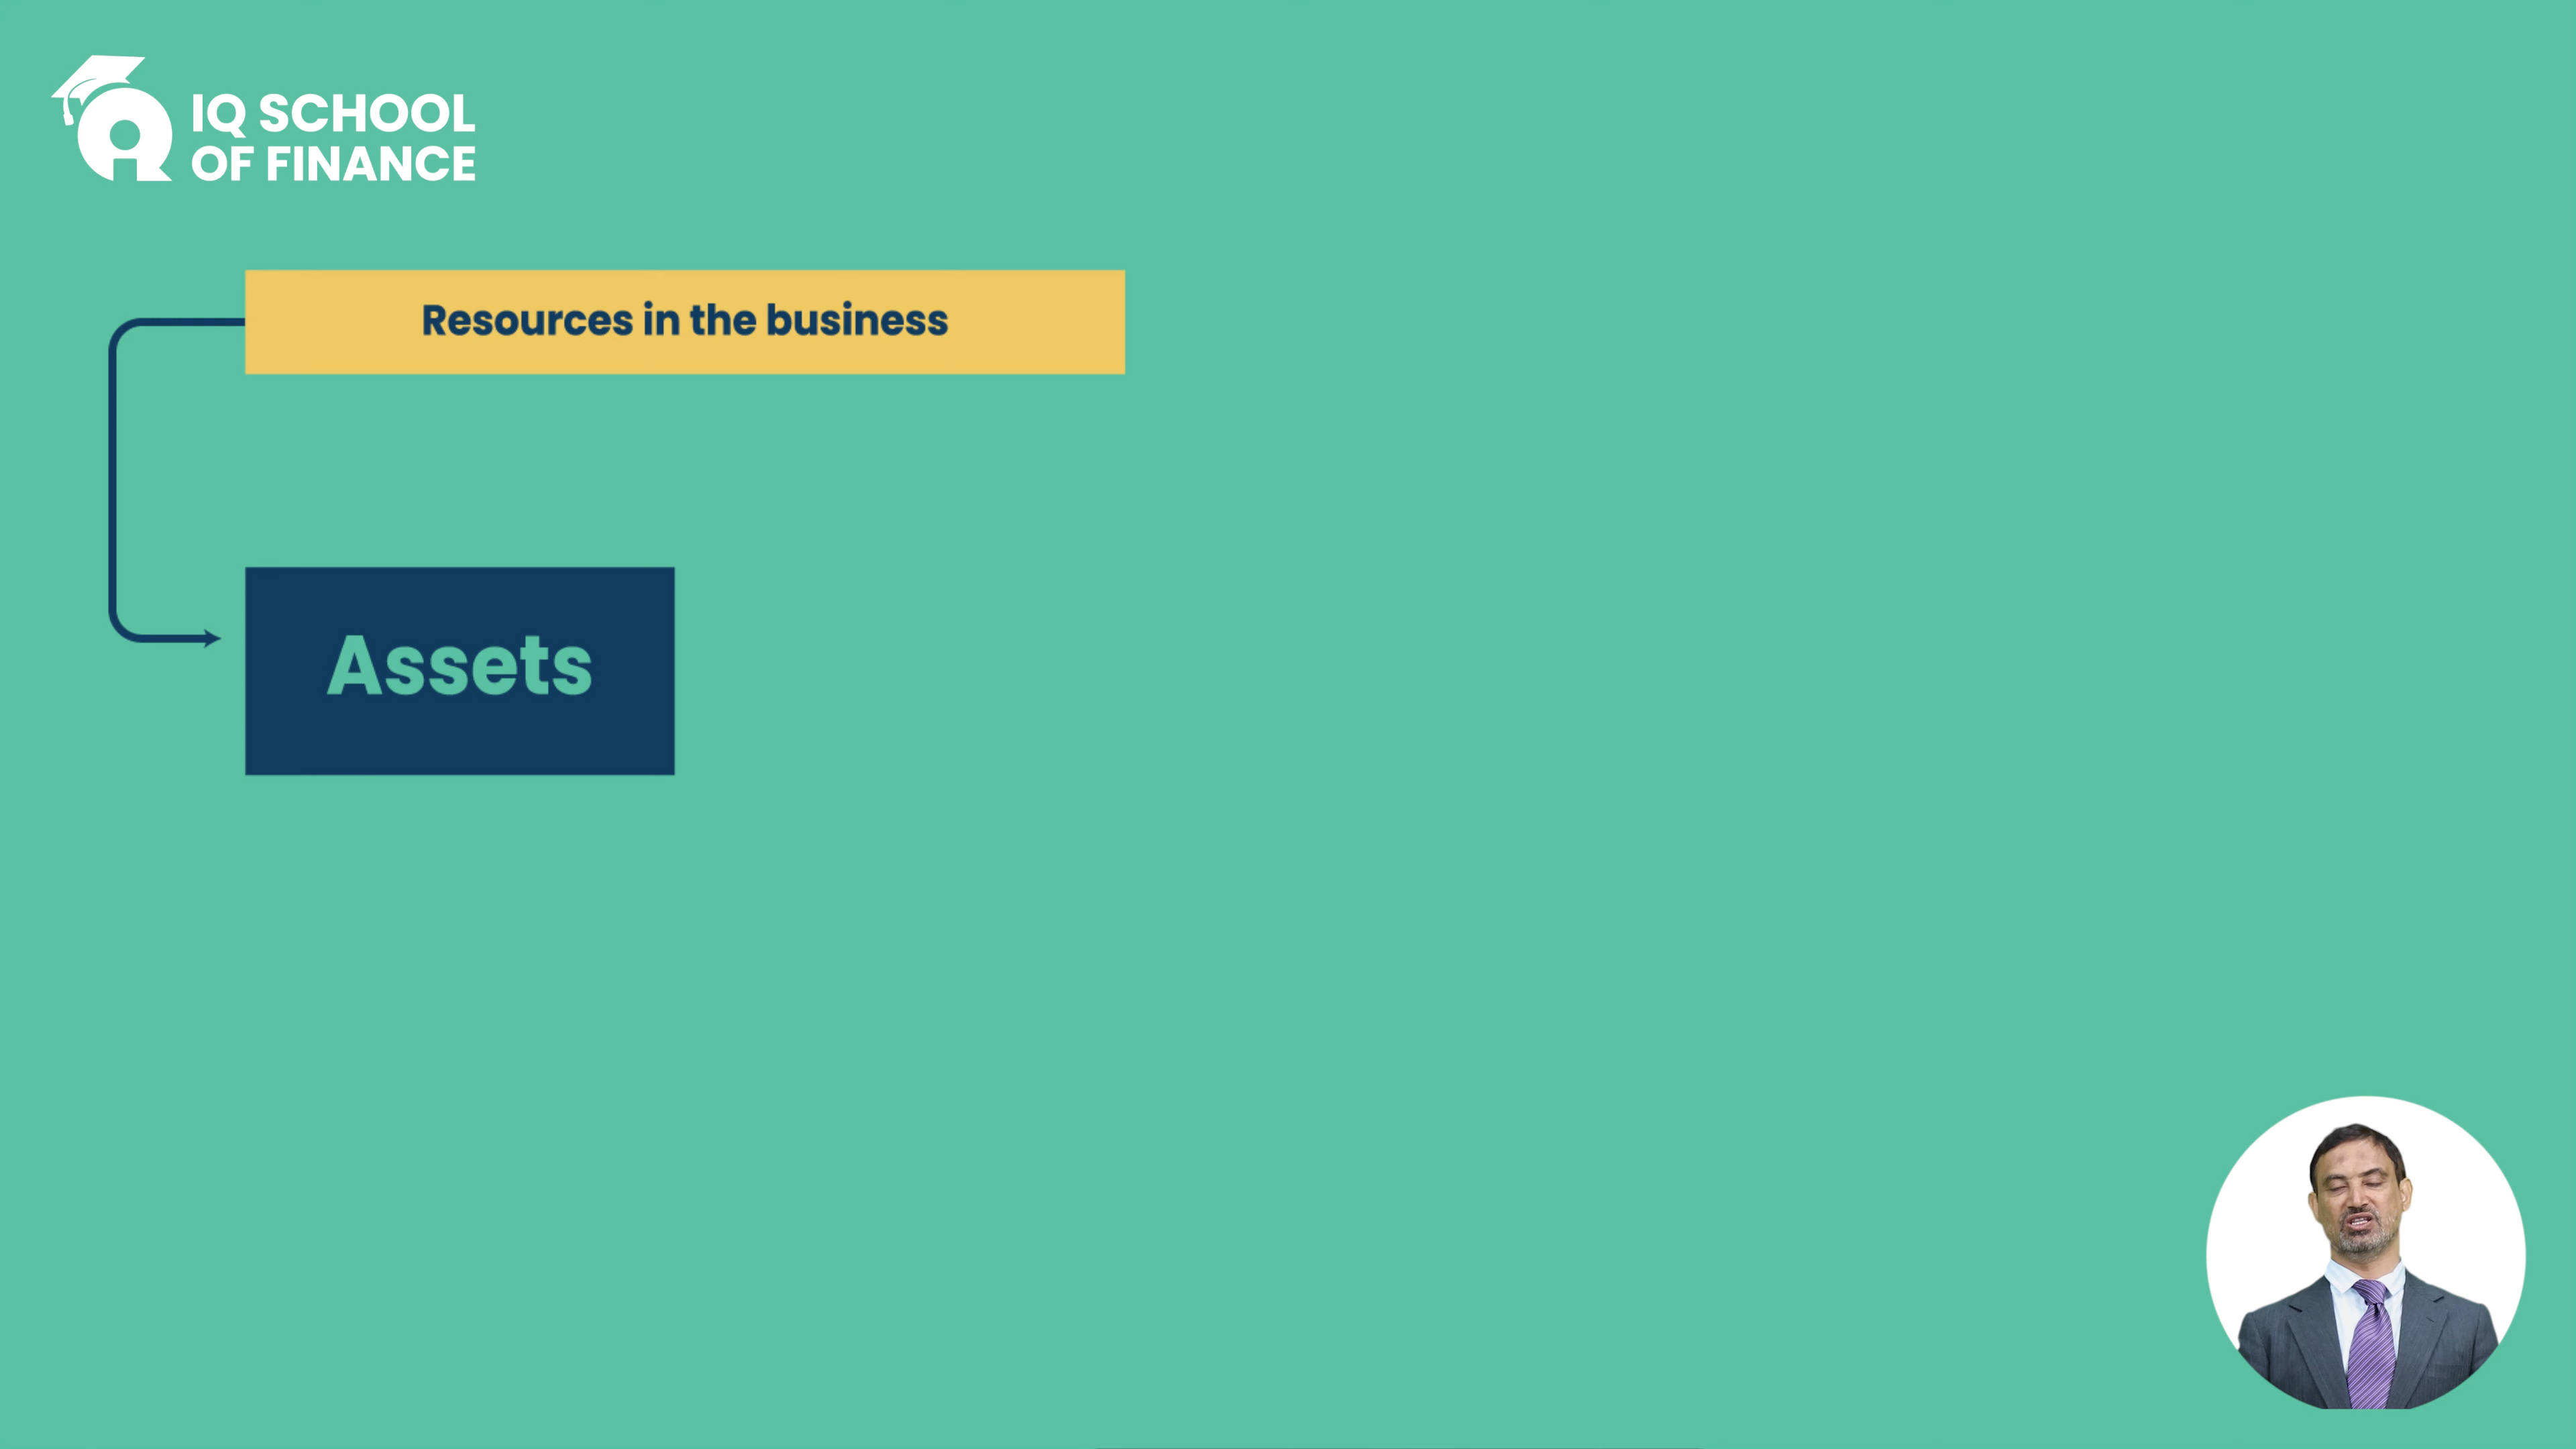 IQ SCHOOL
OF FINANCE
Resources in the business
Assets